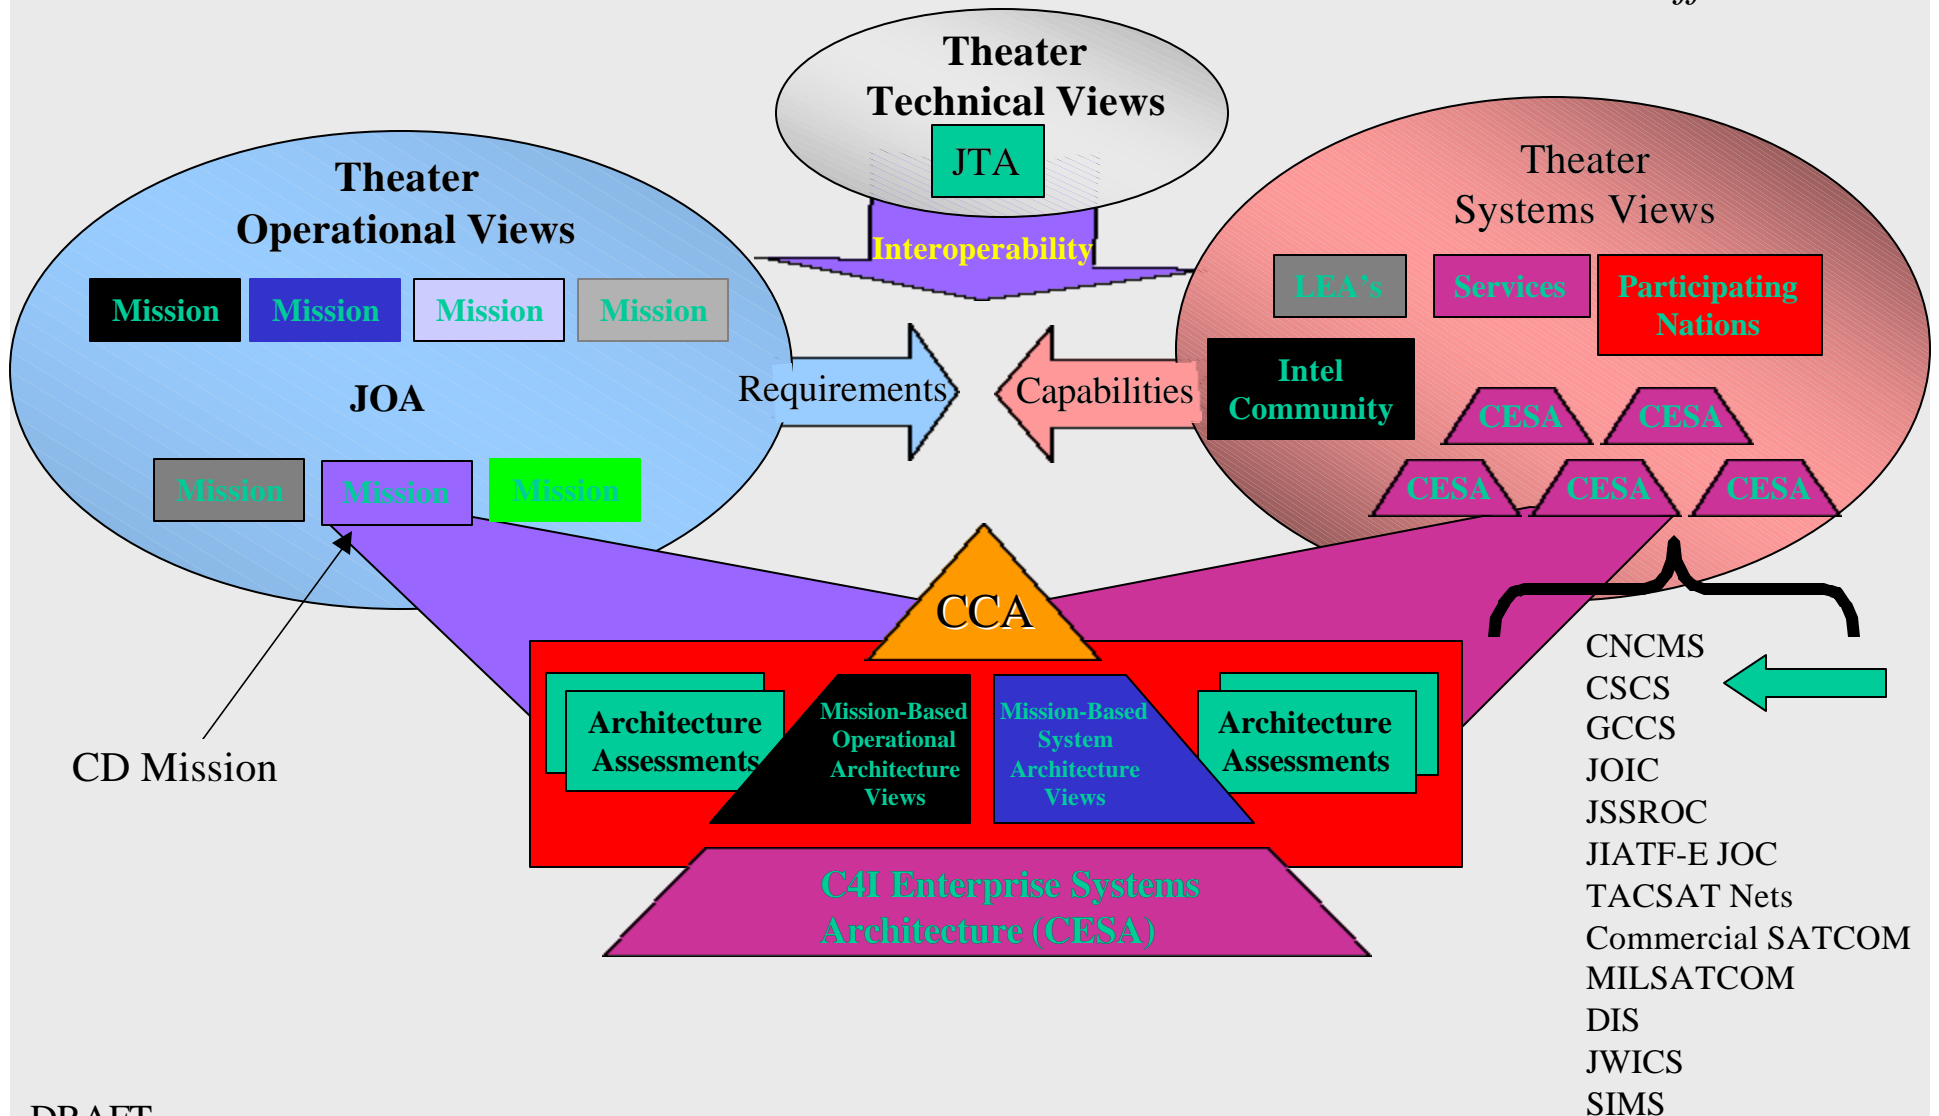 Theater
Technical Views
JTA
Interoperability
Theater
Operational Views
Mission
Mission
Mission
Mission
JOA
Mission
Mission
Mission
Requirements
Capabilities
Theater
Systems Views
LEA's
Services
Participating
Nations
Intel
Community
CESA
CESA
CESA
CESA
CESA
CCA
Architecture
Assessments
Mission-Based
Operational
Architecture
Views
Mission-Based
System
Architecture
Views
Architecture
Assessments
C4I Enterprise Systems
Architecture (CESA)
CD Mission
CNCMS
CSCS
GCCS
JOIC
JSSROC
JIATF-E JOC
TACSAT Nets
Commercial SATCOM
MILSATCOM
DIS
JWICS
SIMS
DRAFT